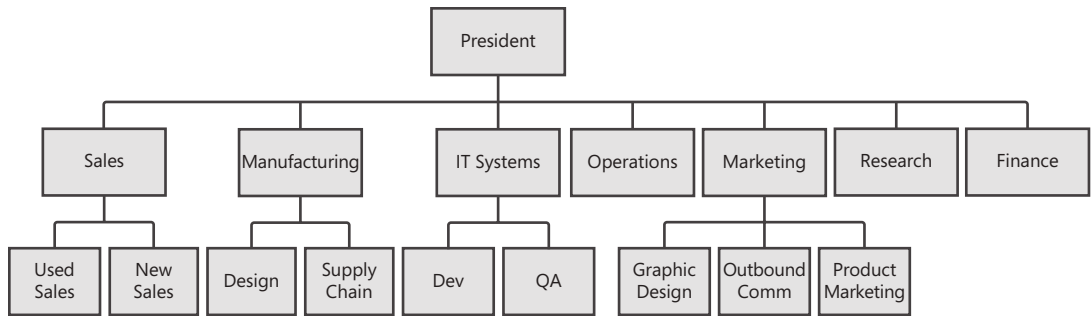 President
Sales
Manufacturing
IT Systems
Operations
Marketing
Research
Finance
Used
Sales
New
Sales
Design
Supply
Chain
Dev
QA
Graphic
Design
Outbound
Comm
Product
Marketing